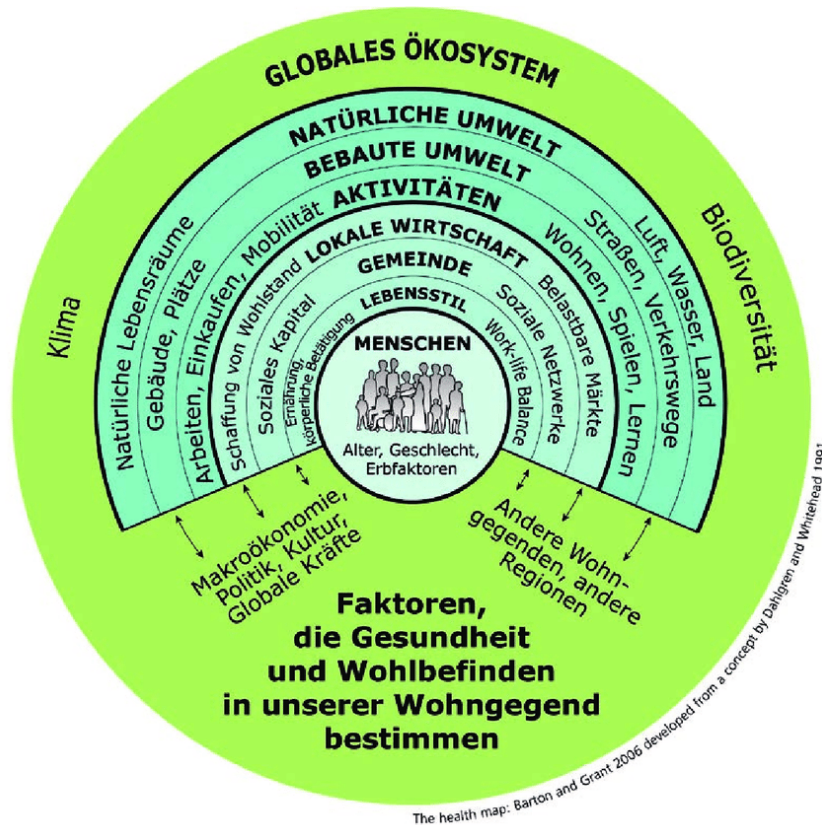 GLOBALES ÖKOSYSTEM
Klima
Biodiversität
NATÜRLICHE UMWELT
Natürliche Lebensräume
Luft, Wasser, Land
BEBAUTE UMWELT
Gebäude, Plätze
Straßen, Verkehrswege
AKTIVITÄTEN
Arbeiten, Einkaufen, Mobilität
Wohnen, Spielen, Lernen
LOKALE WIRTSCHAFT
Schaffung von Wohlstand
Belastbare Märkte
GEMEINDE
Soziales Kapital
Soziale Netzwerke
LEBENSSTIL
Ernährung,
körperliche Betätigung
Work-life Balance
MENSCHEN
Alter, Geschlecht,
Erbfaktoren
Makroökonomie,
Politik, Kultur,
Globale Kräfte
Andere Wohn-
gegenden, andere
Regionen
Faktoren,
die Gesundheit
und Wohlbefinden
in unserer Wohngegend
bestimmen
The health map: Barton and Grant 2006 developed from a concept by Dahlgren and Whitehead 1991